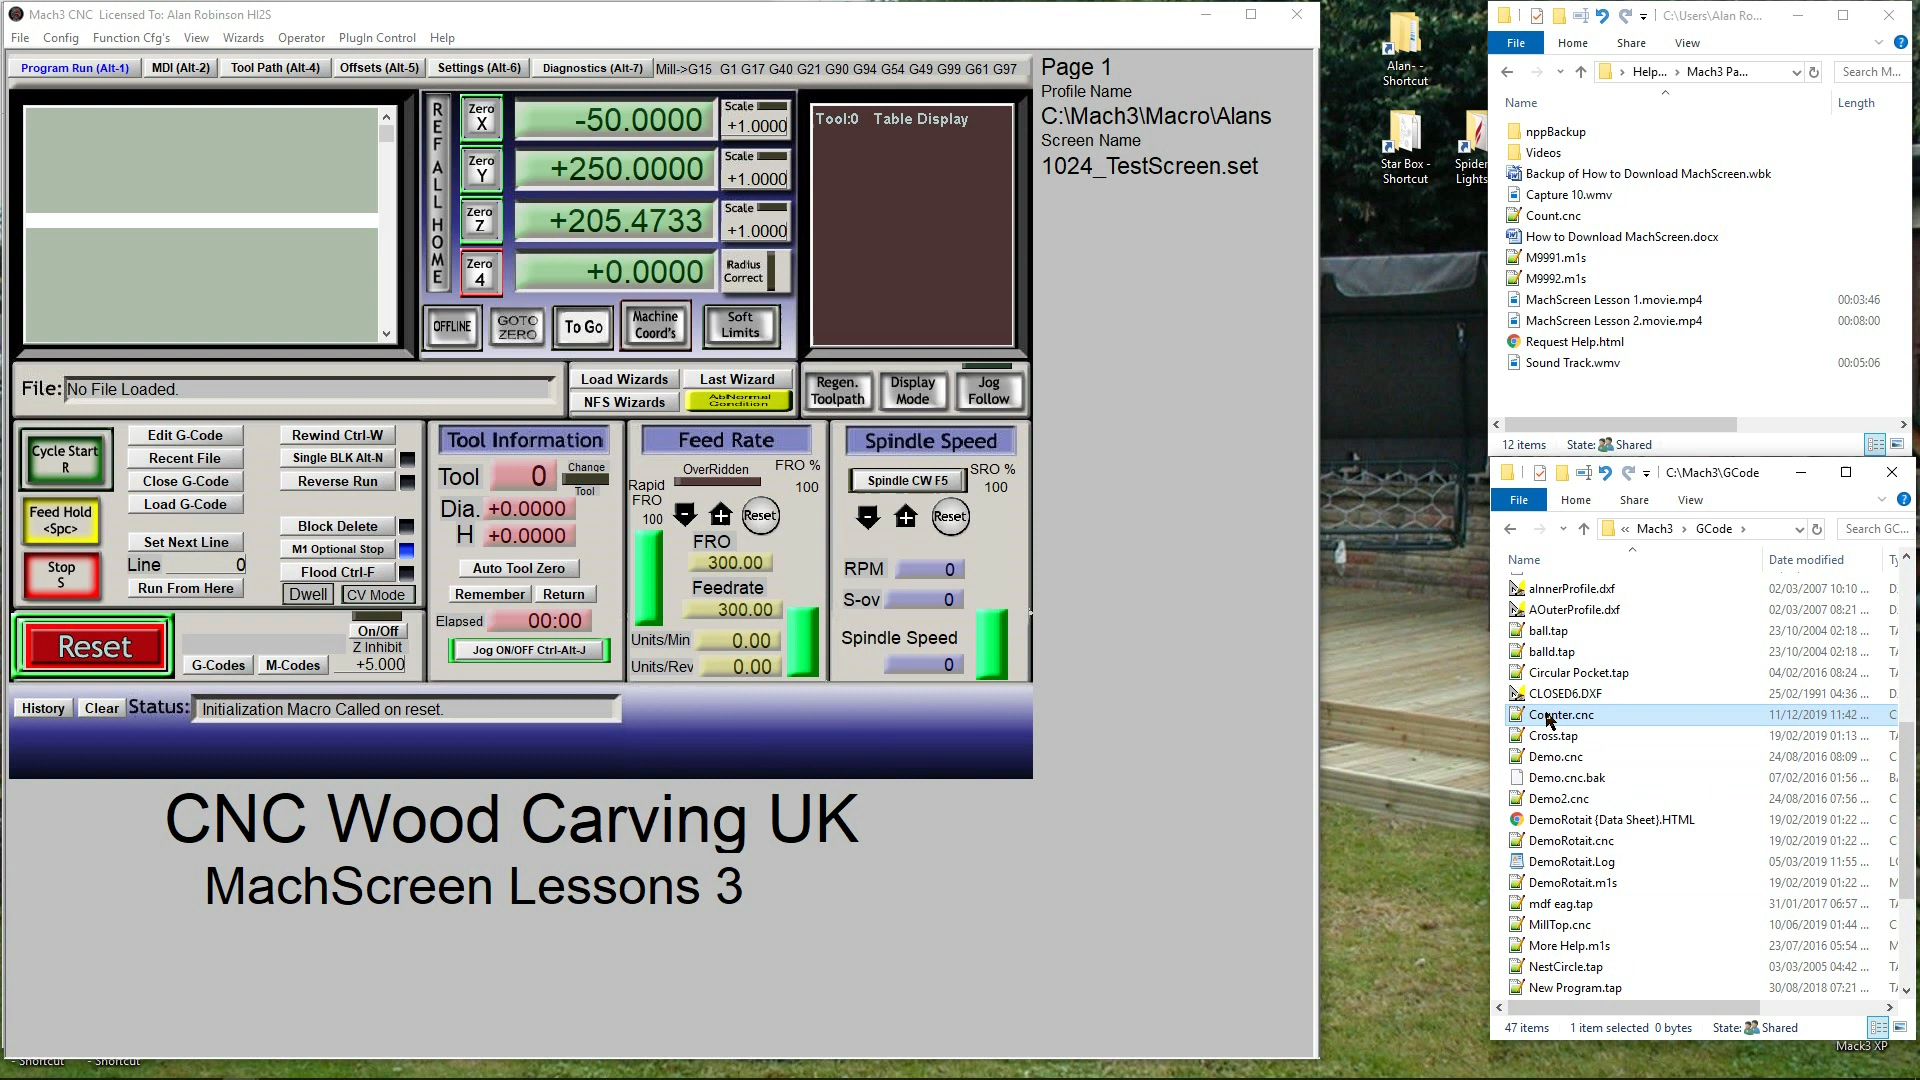 Mach3 CNC Licensed To: Alan Robinson HI2S
File Config Function Cfg's View Wizards Operator PlugIn Control Help
Program Run (Alt-1) MDI (Alt-2) Tool Path (Alt-4) Offsets (Alt-5) Settings (Alt-6) Diagnostics (Alt-7) Mill->G15 G1 G17 G40 G21 G90 G94 G54 G49 G99 G61 G97
REF ALL HOME
Zero X -50.0000 Scale +1.0000
Zero Y +250.0000 Scale +1.0000
Zero Z +205.4733 Scale +1.0000
Zero 4 +0.0000 Radius Correct
OFFLINE GOTO ZERO To Go Machine Coord's Soft Limits
Tool:0 Table Display
Page 1
Profile Name
C:\Mach3\Macro\Alans
Screen Name
1024_TestScreen.set
File: No File Loaded.
Load Wizards Last Wizard
NFS Wizards AbNormal Condition
Regen. Toolpath Display Mode Jog Follow
Cycle Start R
Feed Hold <Spc>
Stop S
Edit G-Code
Recent File
Close G-Code
Load G-Code
Set Next Line
Line 0
Run From Here
Rewind Ctrl-W
Single BLK Alt-N
Reverse Run
Block Delete
M1 Optional Stop
Flood Ctrl-F
Dwell CV Mode
Reset
G-Codes M-Codes
On/Off
Z Inhibit
+5.000
Tool Information
Tool 0 Change Tool
Dia. +0.0000
H +0.0000
Auto Tool Zero
Remember Return
Elapsed 00:00
Jog ON/OFF Ctrl-Alt-J
Feed Rate
OverRidden FRO %
100
Rapid FRO
100
Reset
FRO
300.00
Feedrate
300.00
Units/Min 0.00
Units/Rev 0.00
Spindle Speed
Spindle CW F5 SRO %
100
Reset
RPM 0
S-ov 0
Spindle Speed
0
History Clear Status: Initialization Macro Called on reset.
CNC Wood Carving UK
MachScreen Lessons 3
Alan- - Shortcut
Star Box - Shortcut
Spider Lights
- Shortcut - Shortcut
C:\Users\Alan Ro...
File Home Share View
Help... Mach3 Pa... Search M...
Name Length
nppBackup
Videos
Backup of How to Download MachScreen.wbk
Capture 10.wmv
Count.cnc
How to Download MachScreen.docx
M9991.m1s
M9992.m1s
MachScreen Lesson 1.movie.mp4 00:03:46
MachScreen Lesson 2.movie.mp4 00:08:00
Request Help.html
Sound Track.wmv 00:05:06
12 items State: Shared
C:\Mach3\GCode
File Home Share View
« Mach3 GCode Search GC...
Name Date modified Ty
aInnerProfile.dxf 02/03/2007 10:10 ... D
AOuterProfile.dxf 02/03/2007 08:21 ... D
ball.tap 23/10/2004 02:18 ... TA
balld.tap 23/10/2004 02:18 ... TA
Circular Pocket.tap 04/02/2016 08:24 ... TA
CLOSED6.DXF 25/02/1991 04:36 ... D
Counter.cnc 11/12/2019 11:42 ... C
Cross.tap 19/02/2019 01:13 ... TA
Demo.cnc 24/08/2016 08:09 ... C
Demo.cnc.bak 07/02/2016 01:56 ... B
Demo2.cnc 24/08/2016 07:56 ... C
DemoRotait {Data Sheet}.HTML 19/02/2019 01:22 ... C
DemoRotait.cnc 19/02/2019 01:22 ... C
DemoRotait.Log 05/03/2019 11:55 ... L
DemoRotait.m1s 19/02/2019 01:22 ... M
mdf eag.tap 31/01/2017 06:57 ... TA
MillTop.cnc 10/06/2019 01:44 ... C
More Help.m1s 23/07/2016 05:54 ... M
NestCircle.tap 03/03/2005 04:42 ... TA
New Program.tap 30/08/2018 07:21 ... TA
47 items 1 item selected 0 bytes State: Shared
Mack3 XP